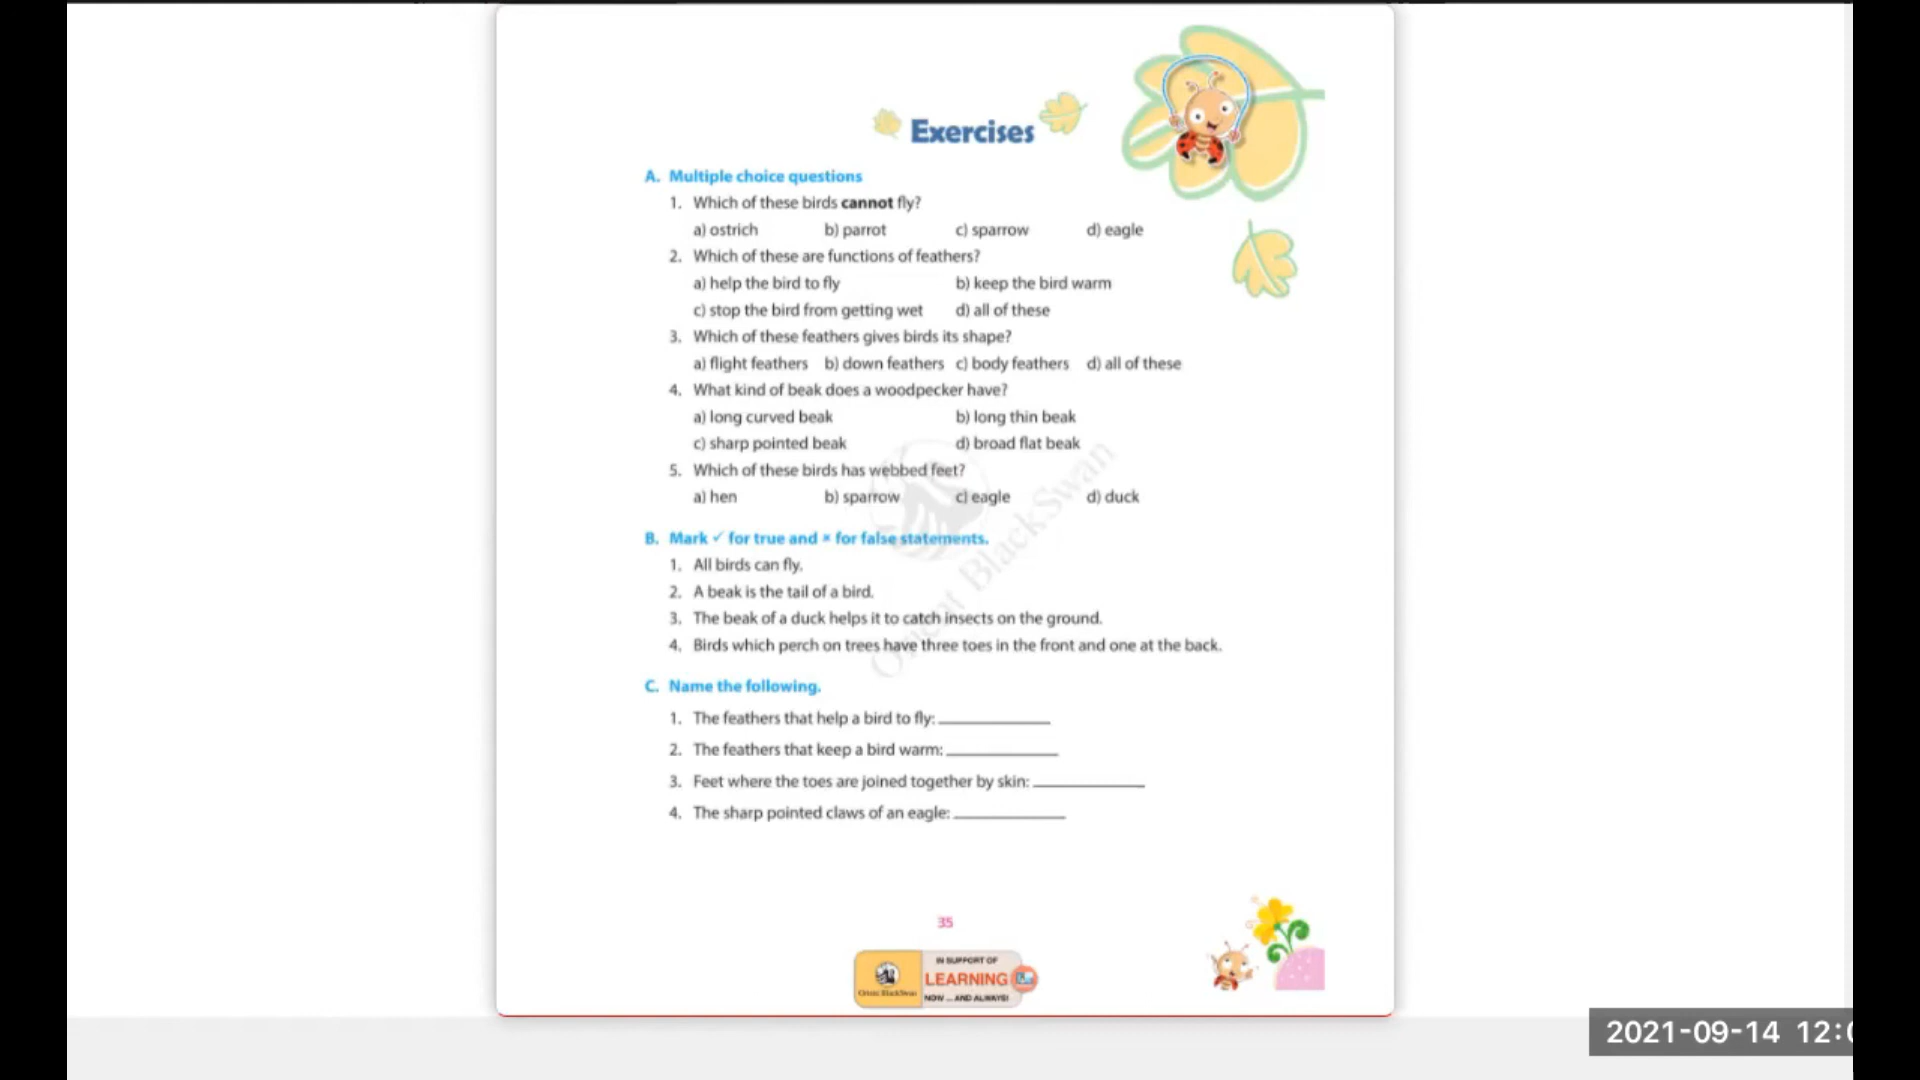 Exercises
A. Multiple choice questions
1. Which of these birds cannot fly?
a) ostrich b) parrot c) sparrow d) eagle
2. Which of these are functions of feathers?
a) help the bird to fly b) keep the bird warm
c) stop the bird from getting wet d) all of these
3. Which of these feathers gives birds its shape?
a) flight feathers b) down feathers c) body feathers d) all of these
4. What kind of beak does a woodpecker have?
a) long curved beak b) long thin beak
c) sharp pointed beak d) broad flat beak
5. Which of these birds has webbed feet?
a) hen b) sparrow c) eagle d) duck
Orient BlackSwan
B. Mark ✓ for true and × for false statements.
1. All birds can fly.
2. A beak is the tail of a bird.
3. The beak of a duck helps it to catch insects on the ground.
4. Birds which perch on trees have three toes in the front and one at the back.
C. Name the following.
1. The feathers that help a bird to fly:
2. The feathers that keep a bird warm:
3. Feet where the toes are joined together by skin:
4. The sharp pointed claws of an eagle:
35
Orient BlackSwan
IN SUPPORT OF
LEARNING
NOW ... AND ALWAYS!
2021-09-14 12: